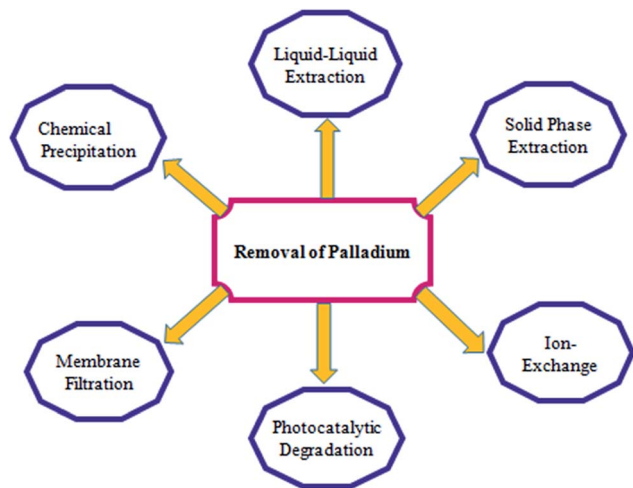 Liquid-Liquid
Extraction
Chemical
Precipitation
Solid Phase
Extraction
Removal of Palladium
Membrane
Filtration
Ion-
Exchange
Photocatalytic
Degradation